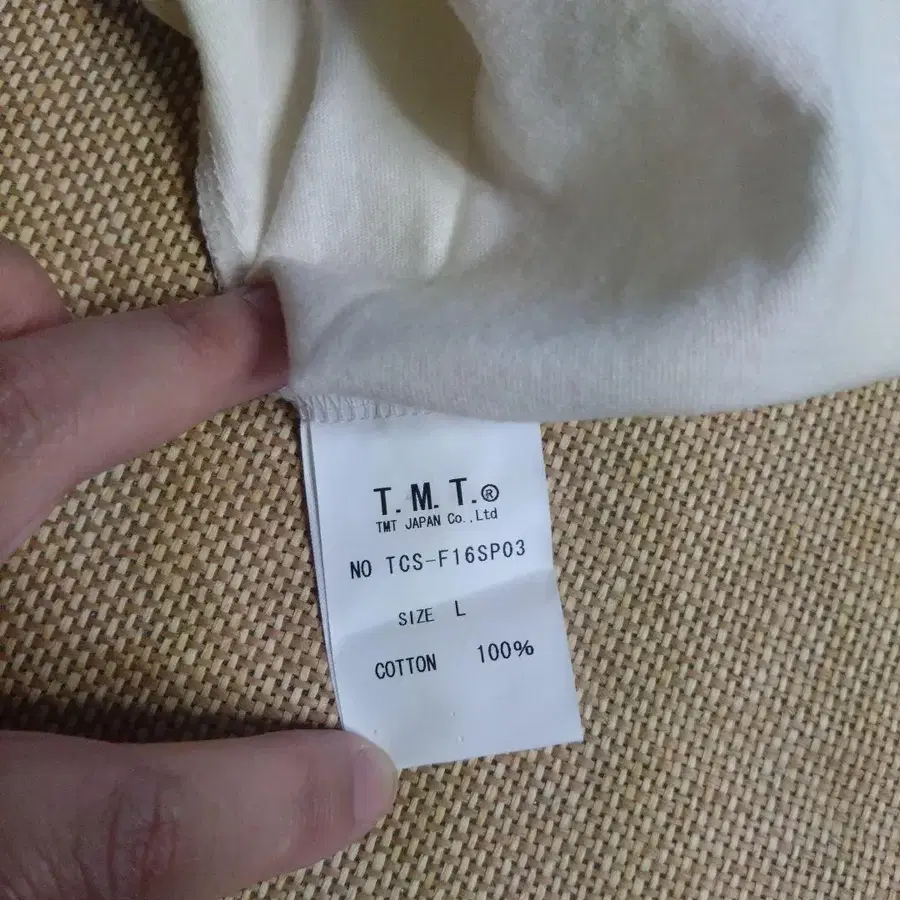 T.M.T.®
TMT JAPAN Co.,Ltd
NO TCS-F16SP03
SIZE L
COTTON 100%